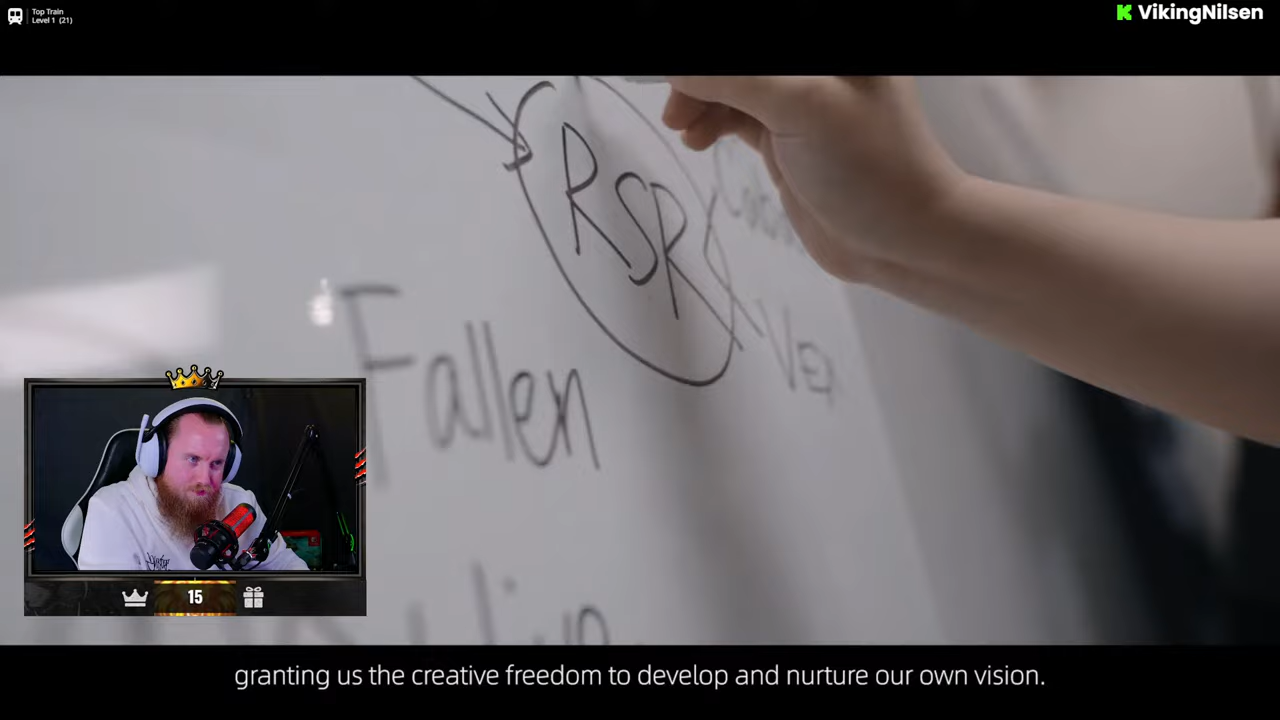 Top Train
Level 1 (21)
VikingNilsen
RSR
Fallen
15
granting us the creative freedom to develop and nurture our own vision.